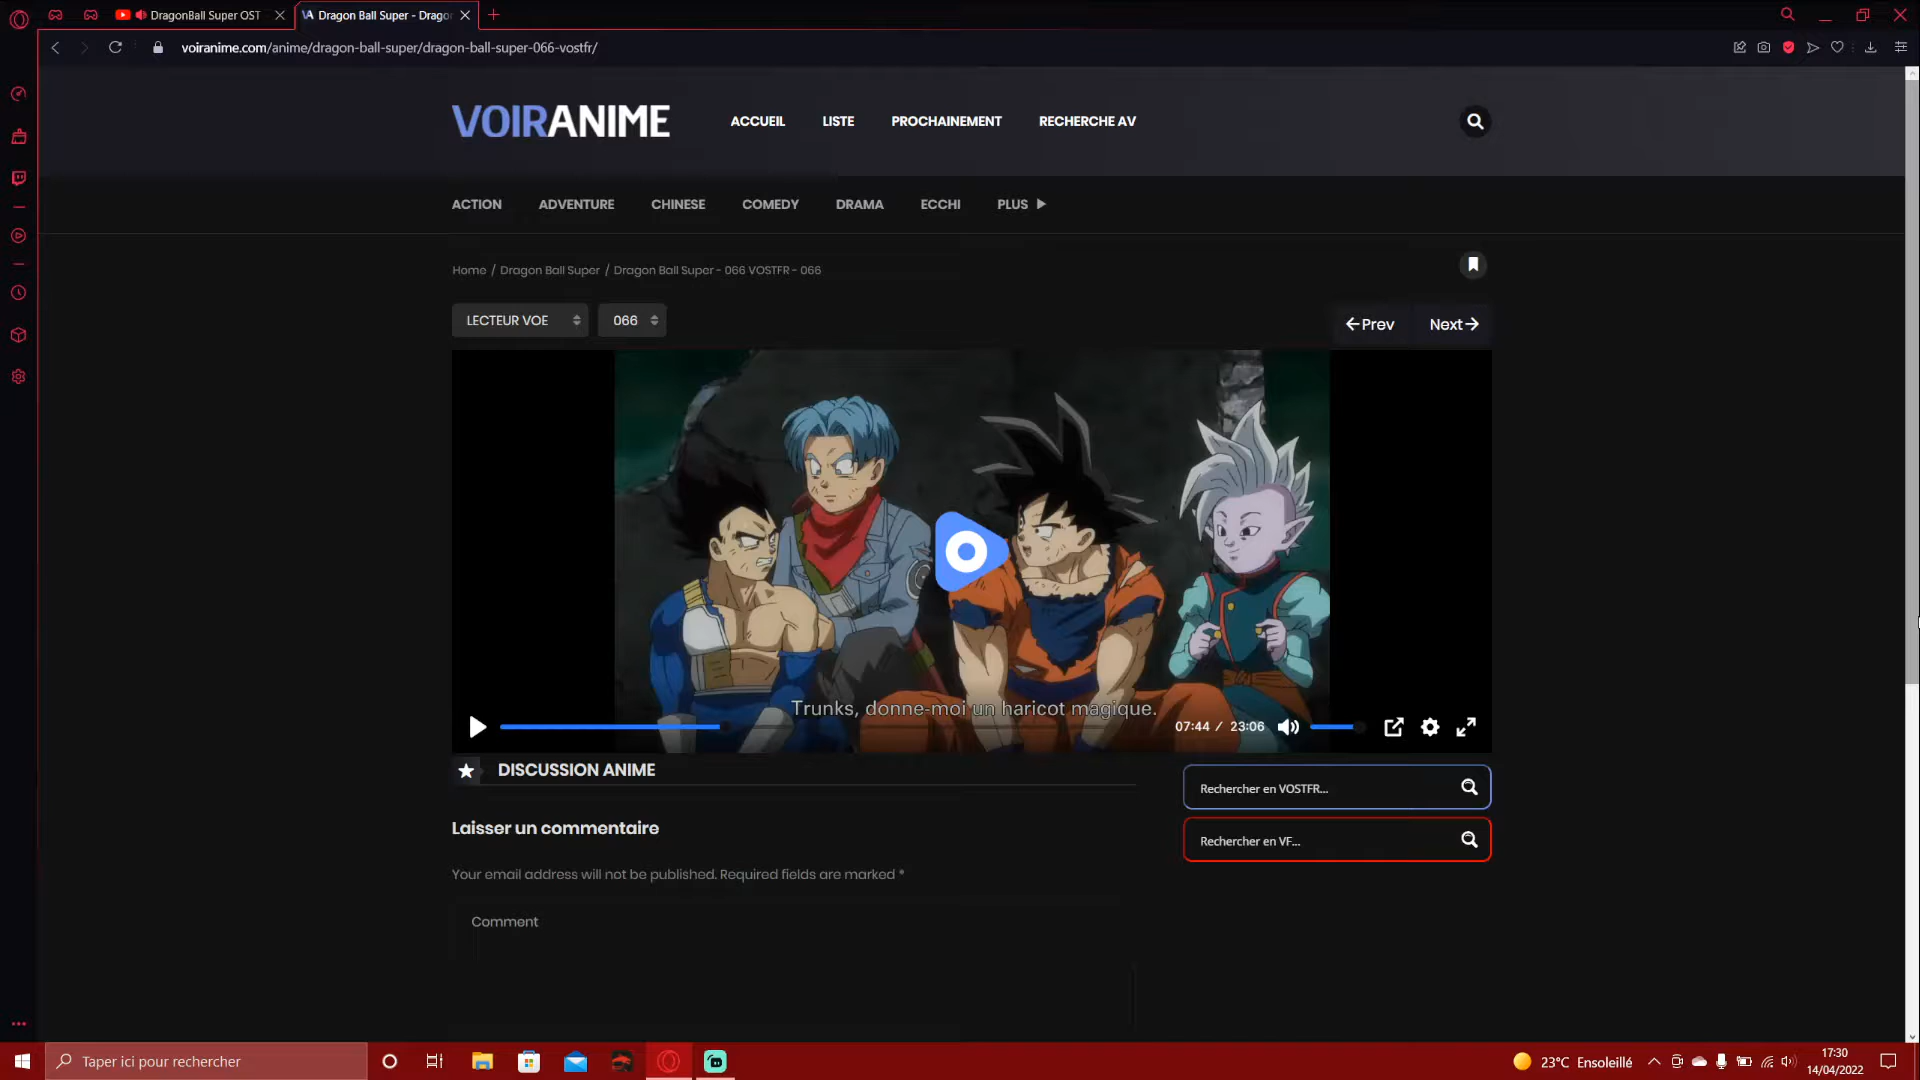 DragonBall Super OST
VA Dragon Ball Super - Drago
voiranime.com/anime/dragon-ball-super/dragon-ball-super-066-vostfr/
VOIRANIME
ACCUEIL LISTE PROCHAINEMENT RECHERCHE AV
ACTION ADVENTURE CHINESE COMEDY DRAMA ECCHI PLUS
Home / Dragon Ball Super / Dragon Ball Super - 066 VOSTFR - 066
LECTEUR VOE 066
Prev Next
Trunks, donne-moi un haricot magique.
07:44 / 23:06
DISCUSSION ANIME
Rechercher en VOSTFR...
Laisser un commentaire
Rechercher en VF...
Your email address will not be published. Required fields are marked *
Comment
Taper ici pour rechercher
23°C Ensoleillé
17:30
14/04/2022